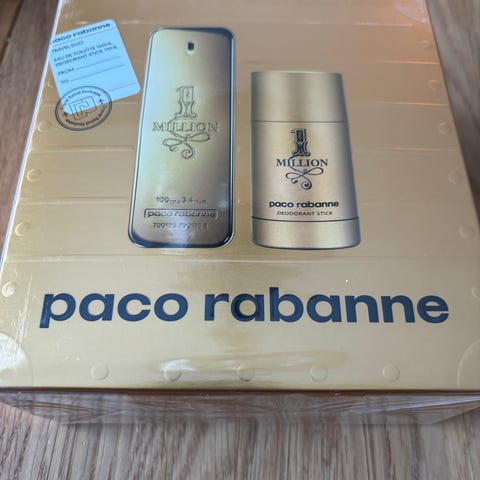 paco rabanne
TRAVEL DUO
EAU DE TOILETTE 100ML
DEODORANT STICK 75ML
FROM
TO
1
MILLION
100 ml 3.4 fl.oz
paco rabanne
1
MILLION
paco rabanne
DEODORANT STICK
paco rabanne